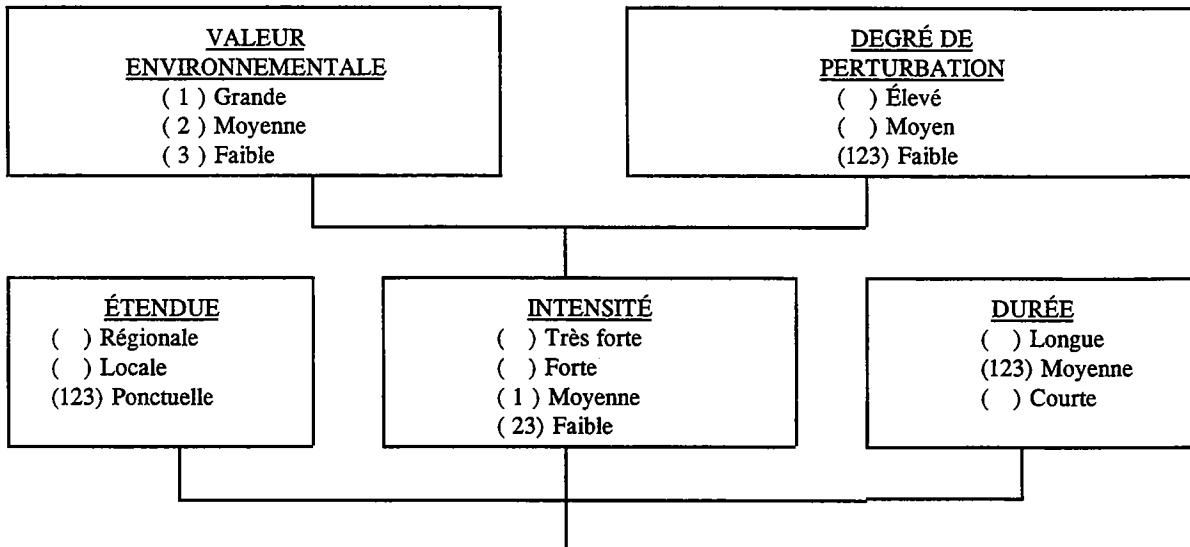 VALEUR
ENVIRONNEMENTALE
( 1 ) Grande
( 2 ) Moyenne
( 3 ) Faible
DEGRÉ DE
PERTURBATION
( ) Élevé
( ) Moyen
(123) Faible
ÉTENDUE
( ) Régionale
( ) Locale
(123) Ponctuelle
INTENSITÉ
( ) Très forte
( ) Forte
( 1 ) Moyenne
( 23) Faible
DURÉE
( ) Longue
(123) Moyenne
( ) Courte